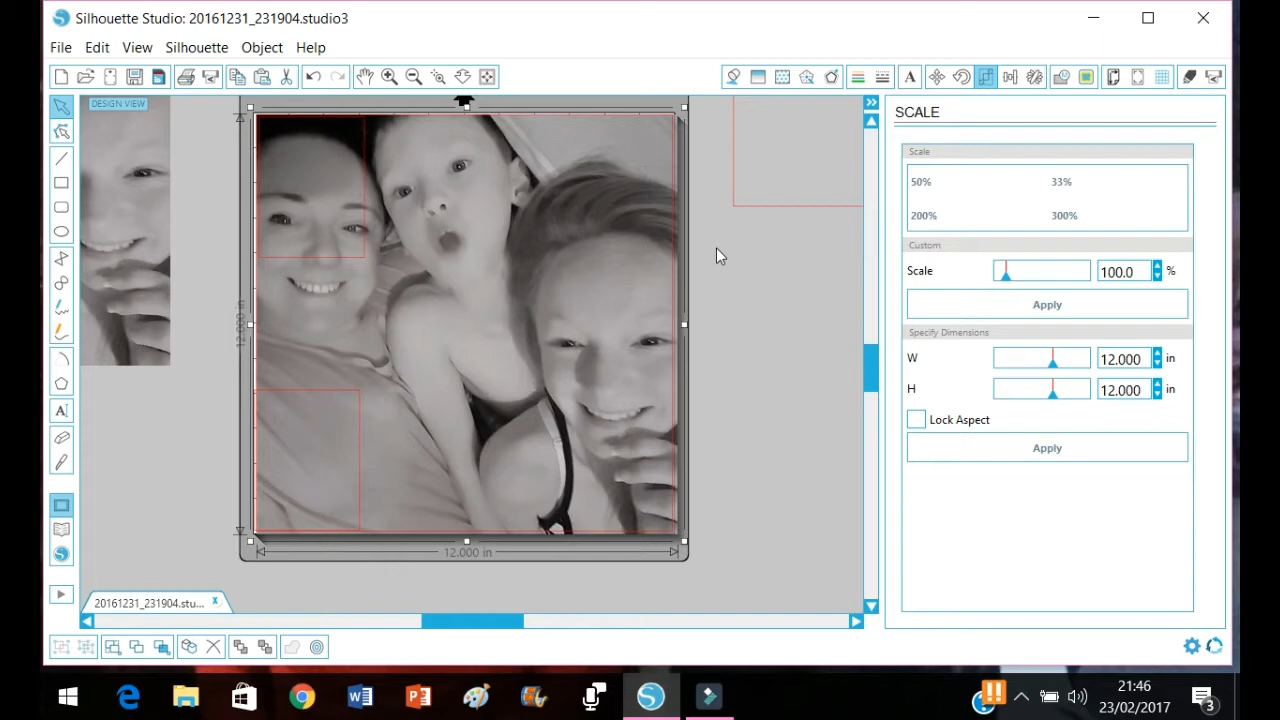 Silhouette Studio: 20161231_231904.studio3
File Edit View Silhouette Object Help
A
DESIGN VIEW
SCALE
Scale
50% 33%
200% 300%
Custom
Scale 100.0 %
Apply
Specify Dimensions
W 12.000 in
H 12.000 in
Lock Aspect
Apply
12.000 in
12.000 in
20161231_231904.stu... x
21:46
23/02/2017
3